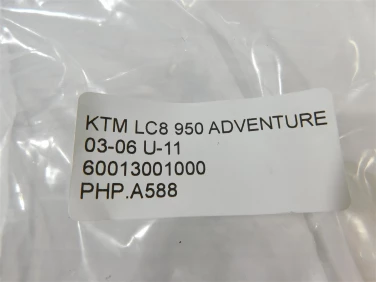 KTM LC8 950 ADVENTURE
03-06 U-11
60013001000
PHP.A588